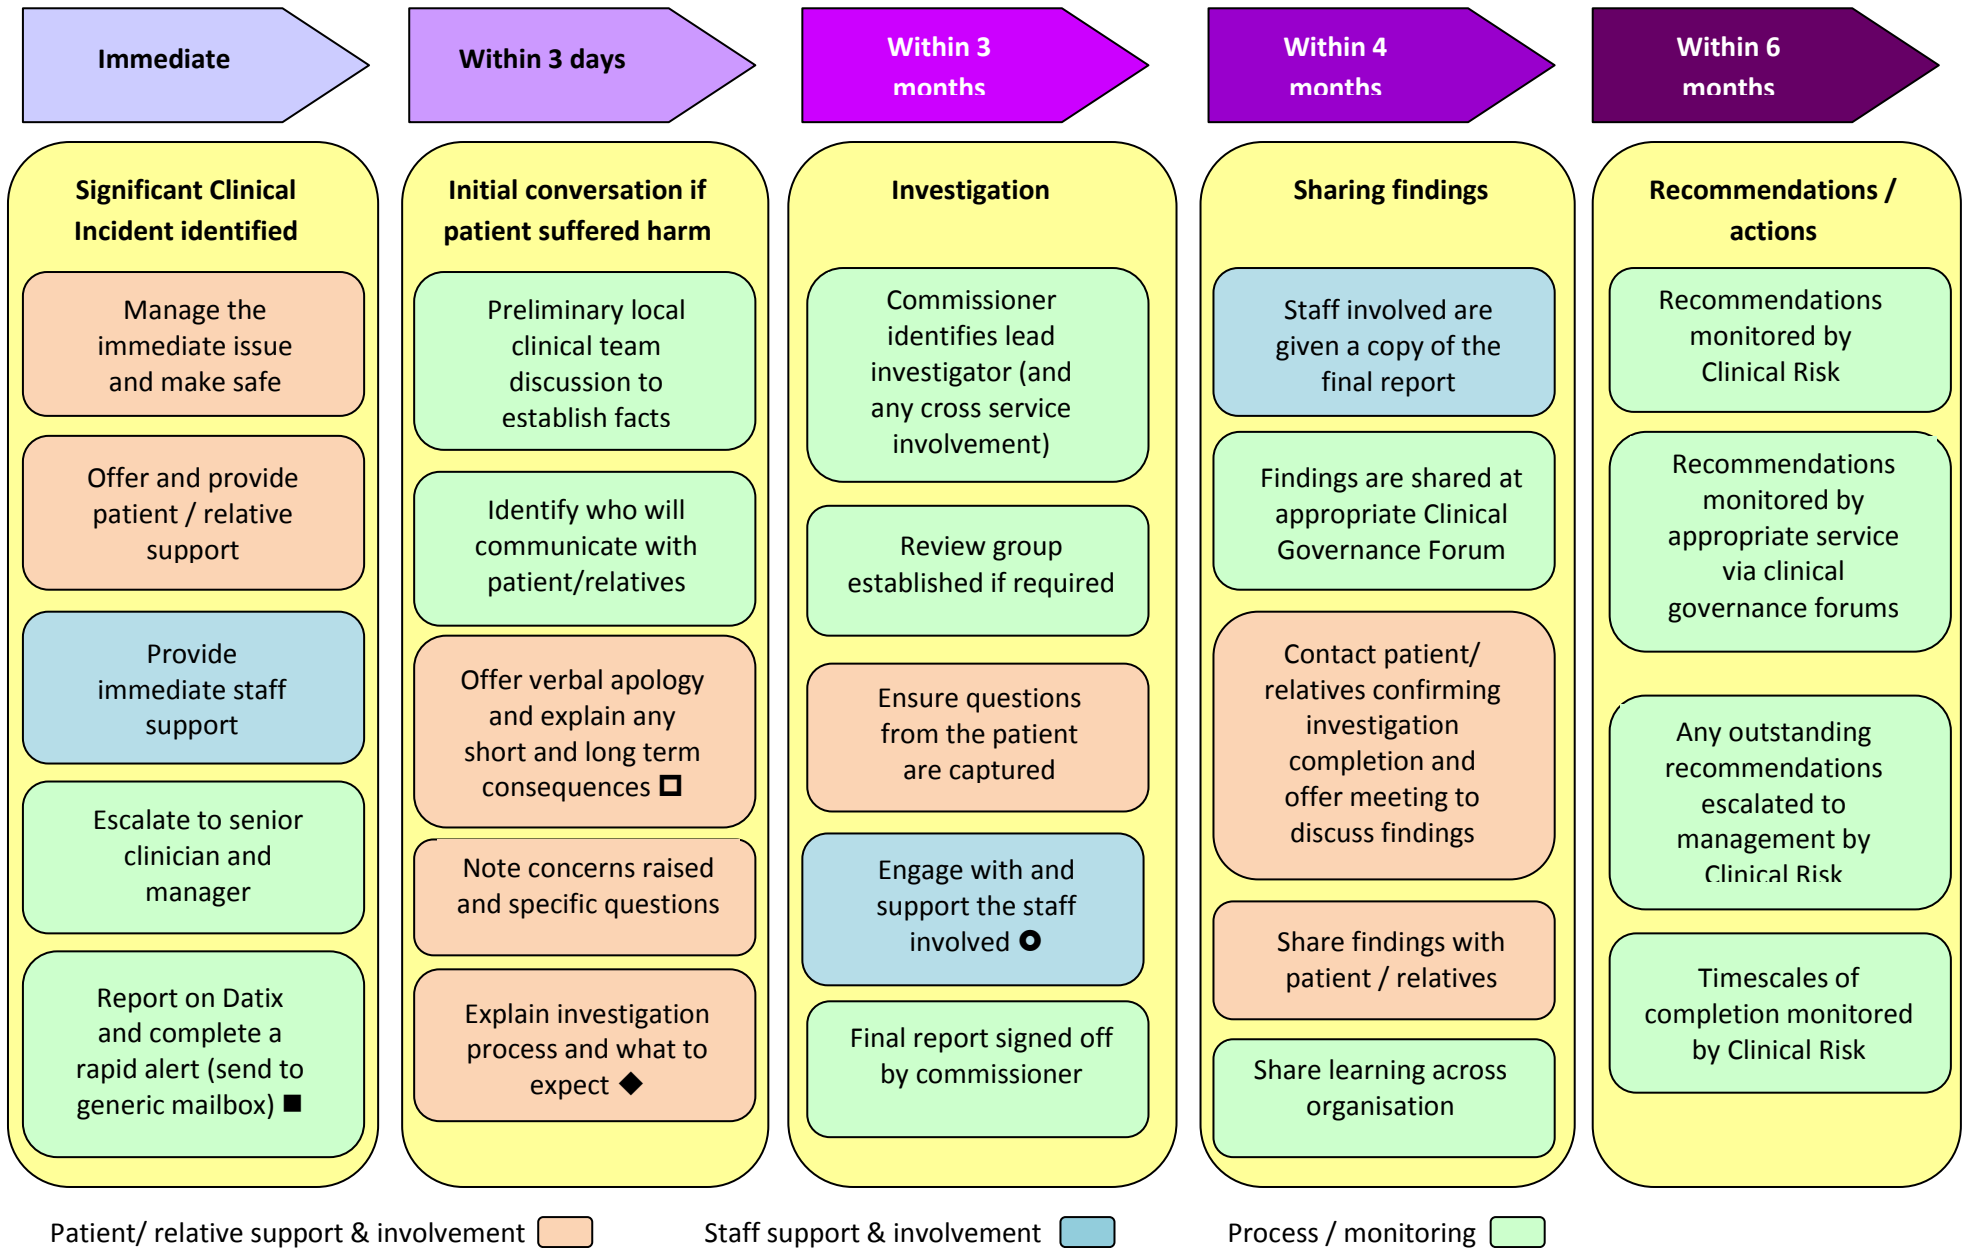 Immediate
Within 3 days
Within 3
months
Within 4
months
Within 6
months
Significant Clinical
Incident identified
Manage the
immediate issue
and make safe
Offer and provide
patient / relative
support
Provide
immediate staff
support
Escalate to senior
clinician and
manager
Report on Datix
and complete a
rapid alert (send to
generic mailbox) ■
Initial conversation if
patient suffered harm
Preliminary local
clinical team
discussion to
establish facts
Identify who will
communicate with
patient/relatives
Offer verbal apology
and explain any
short and long term
consequences
Note concerns raised
and specific questions
Explain investigation
process and what to
expect ◆
Investigation
Commissioner
identifies lead
investigator (and
any cross service
involvement)
Review group
established if required
Ensure questions
from the patient
are captured
Engage with and
support the staff
involved
Final report signed off
by commissioner
Sharing findings
Staff involved are
given a copy of the
final report
Findings are shared at
appropriate Clinical
Governance Forum
Contact patient/
relatives confirming
investigation
completion and
offer meeting to
discuss findings
Share findings with
patient / relatives
Share learning across
organisation
Recommendations /
actions
Recommendations
monitored by
Clinical Risk
Recommendations
monitored by
appropriate service
via clinical
governance forums
Any outstanding
recommendations
escalated to
management by
Clinical Risk
Timescales of
completion monitored
by Clinical Risk
Patient/ relative support & involvement
Staff support & involvement
Process / monitoring